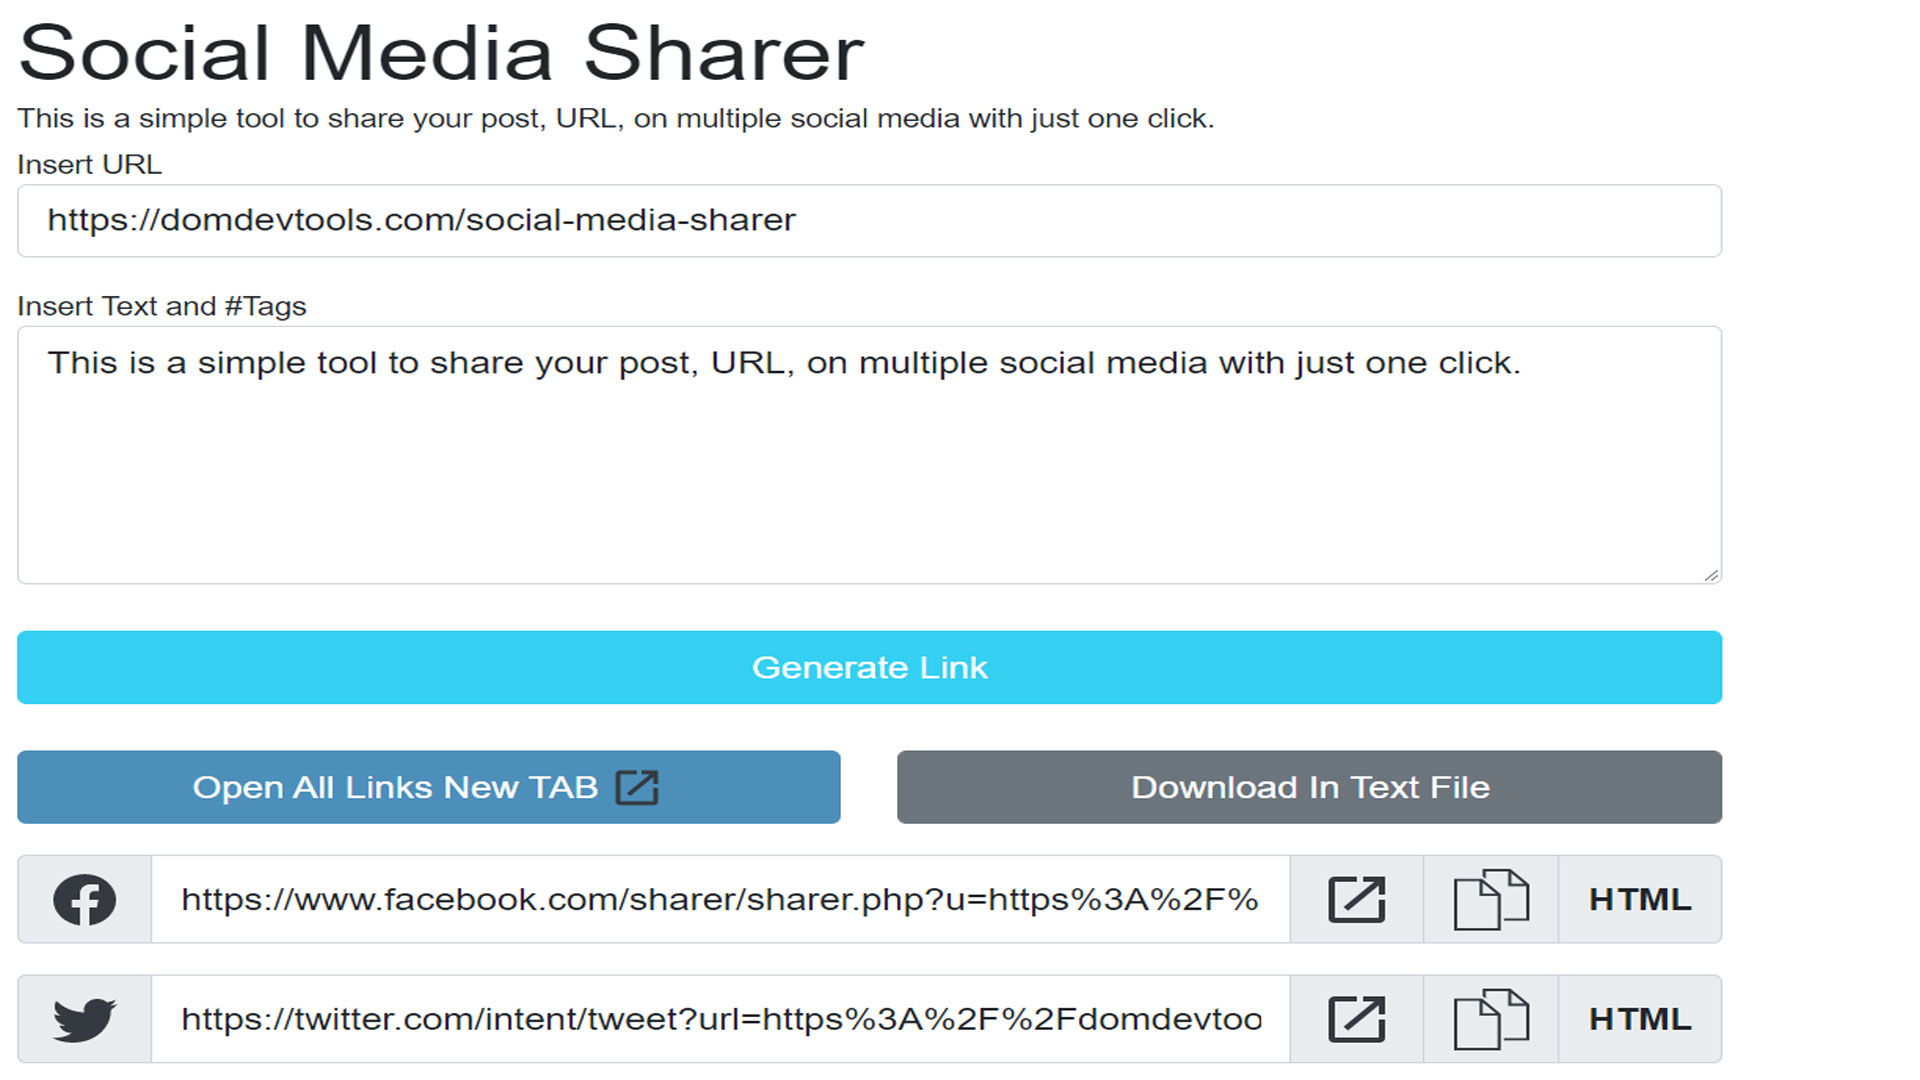 Social Media Sharer
This is a simple tool to share your post, URL, on multiple social media with just one click.
Insert URL
https://domdevtools.com/social-media-sharer
Insert Text and #Tags
This is a simple tool to share your post, URL, on multiple social media with just one click.
Generate Link
Open All Links New TAB
Download In Text File
https://www.facebook.com/sharer/sharer.php?u=https%3A%2F%
HTML
https://twitter.com/intent/tweet?url=https%3A%2F%2Fdomdevtoo
HTML